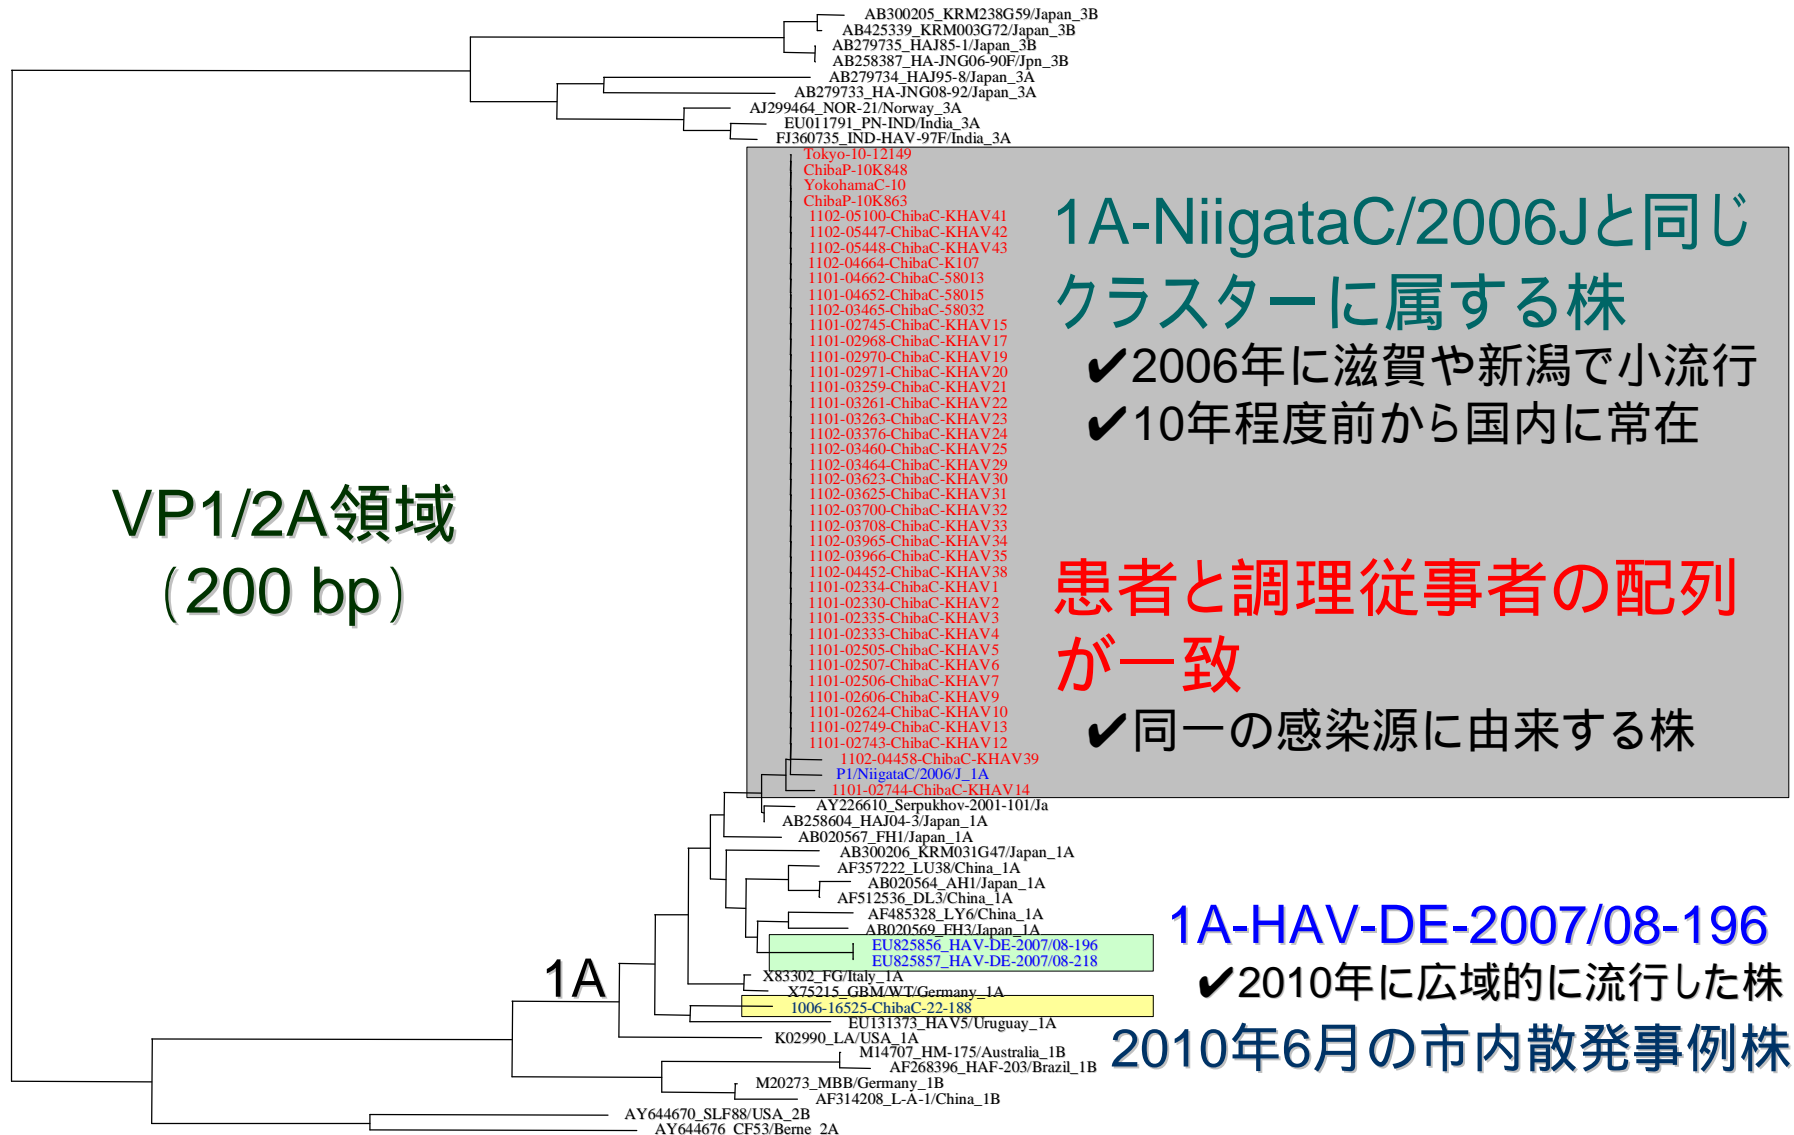 AB300205_KRM238G59/Japan_3B
AB425339_KRM003G72/Japan_3B
AB279735_HAJ85-1/Japan_3B
AB258387_HA-JNG06-90F/Jpn_3B
AB279734_HAJ95-8/Japan_3A
AB279733_HA-JNG08-92/Japan_3A
AJ299464_NOR-21/Norway_3A
EU011791_PN-IND/India_3A
FJ360735_IND-HAV-97F/India_3A
Tokyo-10-12149
ChibaP-10K848
YokohamaC-10
ChibaP-10K863
1102-05100-ChibaC-KHAV41
1102-05447-ChibaC-KHAV42
1102-05448-ChibaC-KHAV43
1102-04664-ChibaC-K107
1101-04662-ChibaC-58013
1101-04652-ChibaC-58015
1102-03465-ChibaC-58032
1101-02745-ChibaC-KHAV15
1101-02968-ChibaC-KHAV17
1101-02970-ChibaC-KHAV19
1101-02971-ChibaC-KHAV20
1101-03259-ChibaC-KHAV21
1101-03261-ChibaC-KHAV22
1101-03263-ChibaC-KHAV23
1102-03376-ChibaC-KHAV24
1102-03460-ChibaC-KHAV25
1102-03464-ChibaC-KHAV29
1102-03623-ChibaC-KHAV30
1102-03625-ChibaC-KHAV31
1102-03700-ChibaC-KHAV32
1102-03708-ChibaC-KHAV33
1102-03965-ChibaC-KHAV34
1102-03966-ChibaC-KHAV35
1102-04452-ChibaC-KHAV38
1101-02334-ChibaC-KHAV1
1101-02330-ChibaC-KHAV2
1101-02335-ChibaC-KHAV3
1101-02333-ChibaC-KHAV4
1101-02505-ChibaC-KHAV5
1101-02507-ChibaC-KHAV6
1101-02506-ChibaC-KHAV7
1101-02606-ChibaC-KHAV9
1101-02624-ChibaC-KHAV10
1101-02749-ChibaC-KHAV13
1101-02743-ChibaC-KHAV12
1102-04458-ChibaC-KHAV39
P1/NiigataC/2006/J_1A
1101-02744-ChibaC-KHAV14
AY226610_Serpukhov-2001-101/Ja
AB258604_HAJ04-3/Japan_1A
AB020567_FH1/Japan_1A
AB300206_KRM031G47/Japan_1A
AF357222_LU38/China_1A
AB020564_AH1/Japan_1A
AF512536_DL3/China_1A
AF485328_LY6/China_1A
AB020569_FH3/Japan_1A
EU825856_HAV-DE-2007/08-196
EU825857_HAV-DE-2007/08-218
X83302_FG/Italy_1A
X75215_GBM/WT/Germany_1A
1006-16525-ChibaC-22-188
EU131373_HAV5/Uruguay_1A
K02990_LA/USA_1A
M14707_HM-175/Australia_1B
AF268396_HAF-203/Brazil_1B
M20273_MBB/Germany_1B
AF314208_L-A-1/China_1B
AY644670_SLF88/USA_2B
AY644676_CF53/Berne_2A
VP1/2A領域
(200 bp)
1A
1A-NiigataC/2006Jと同じ
クラスターに属する株
✔2006年に滋賀や新潟で小流行
✔10年程度前から国内に常在
患者と調理従事者の配列
が一致
✔同一の感染源に由来する株
1A-HAV-DE-2007/08-196
✔2010年に広域的に流行した株
2010年6月の市内散発事例株